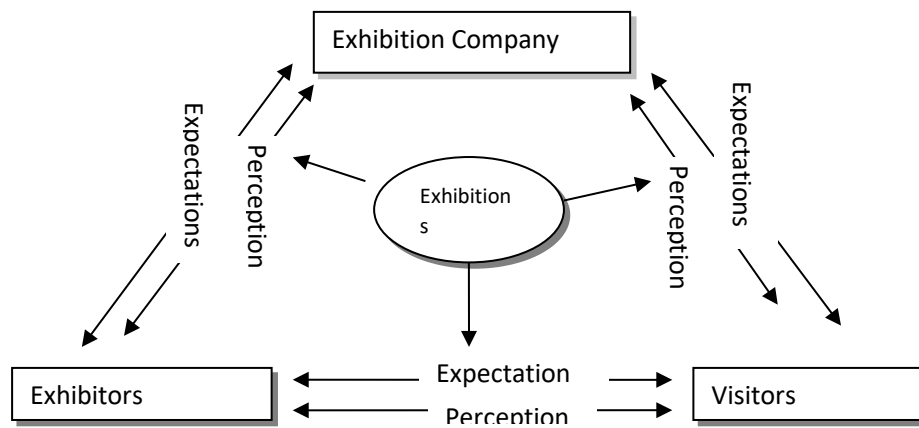 Exhibition Company
Expectations
Perception
Expectations
Perception
Exhibition
s
Expectation
Perception
Exhibitors
Visitors